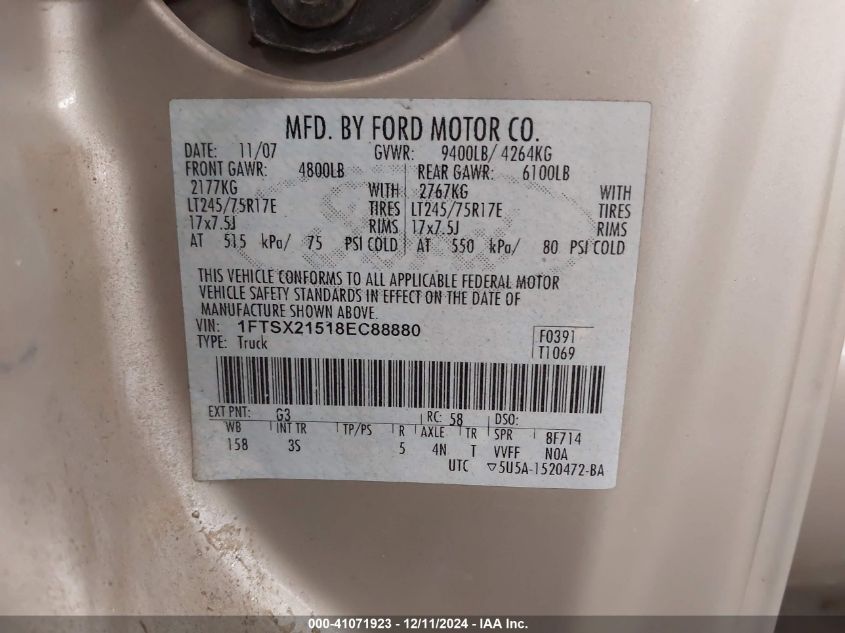 MFD. BY FORD MOTOR CO.
DATE: 11/07 GVWR: 9400LB/ 4264KG
FRONT GAWR: 4800LB REAR GAWR: 6100LB
2177KG WITH 2767KG WITH
LT245/75R17E TIRES LT245/75R17E TIRES
17x7.5J RIMS 17x7.5J RIMS
AT 515 kPa/ 75 PSI COLD AT 550 kPa/ 80 PSI COLD
THIS VEHICLE CONFORMS TO ALL APPLICABLE FEDERAL MOTOR
VEHICLE SAFETY STANDARDS IN EFFECT ON THE DATE OF
MANUFACTURE SHOWN ABOVE.
VIN: 1FTSX21518EC88880 F0391
TYPE: Truck T1069
EXT PNT: G3 RC: 58 DSO:
WB INT TR TP/PS R AXLE TR SPR 8F714
158 3S 5 4N T VVFF NOA
UTC ▽5U5A-1520472-BA
000-41071923 - 12/11/2024 - IAA Inc.